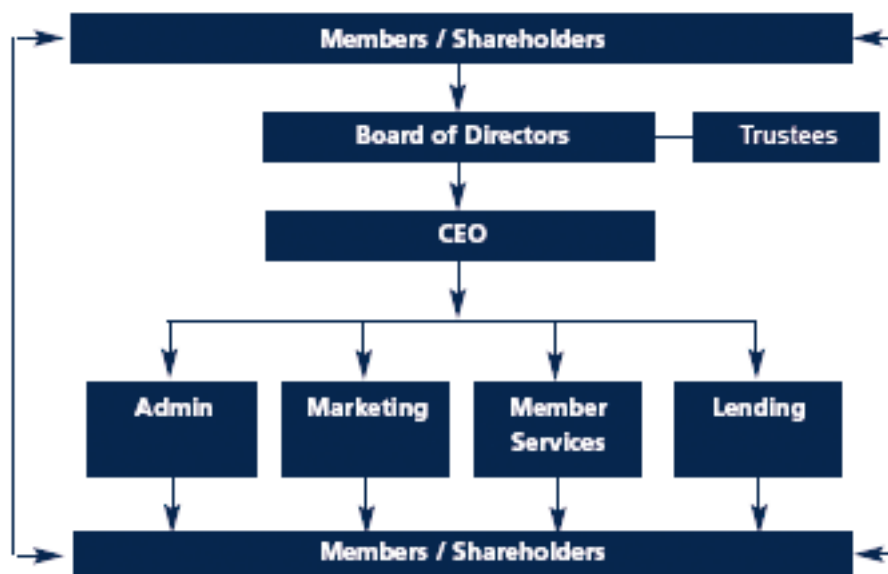 Members / Shareholders
Board of Directors
Trustees
CEO
Admin
Marketing
Member
Services
Lending
Members / Shareholders